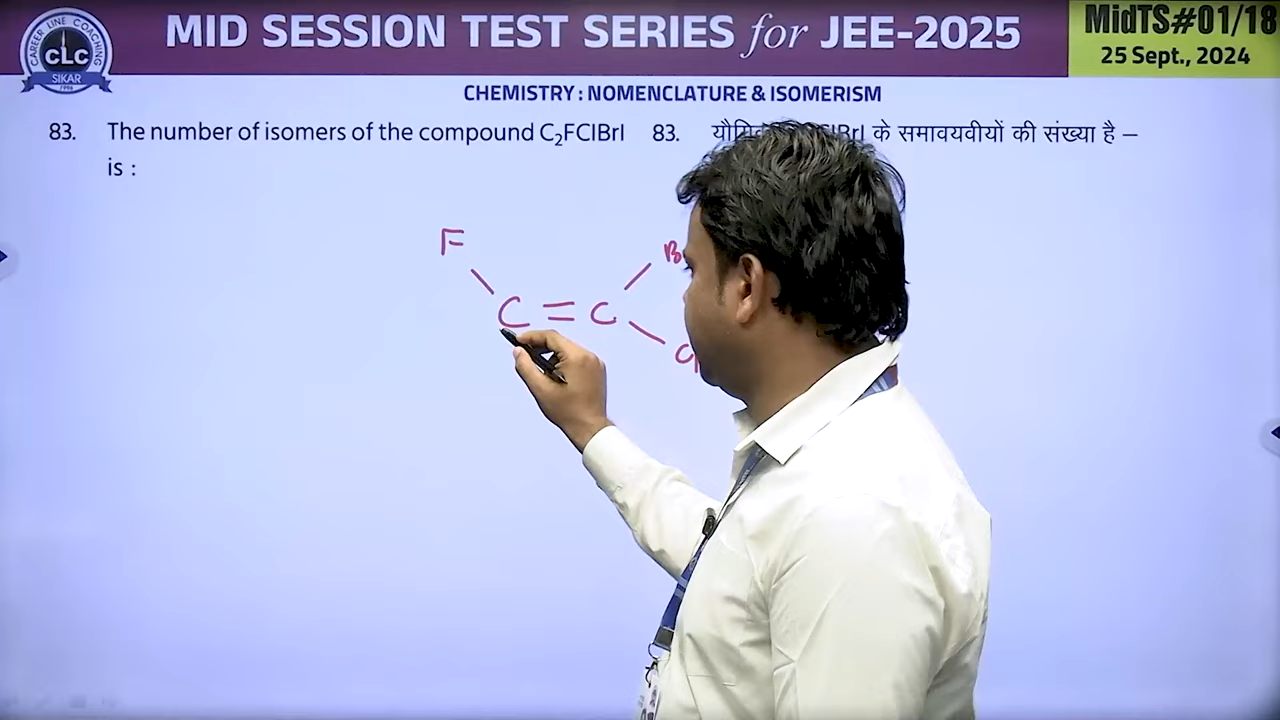 MID SESSION TEST SERIES for JEE-2025
MidTS#01/18
25 Sept., 2024
CAREER LINE COACHING
CLC
SIKAR
CHEMISTRY : NOMENCLATURE & ISOMERISM
83. The number of isomers of the compound C₂FClBrI
is :
83. ClBrI के समावयवीयों की संख्या है –
F
C = C